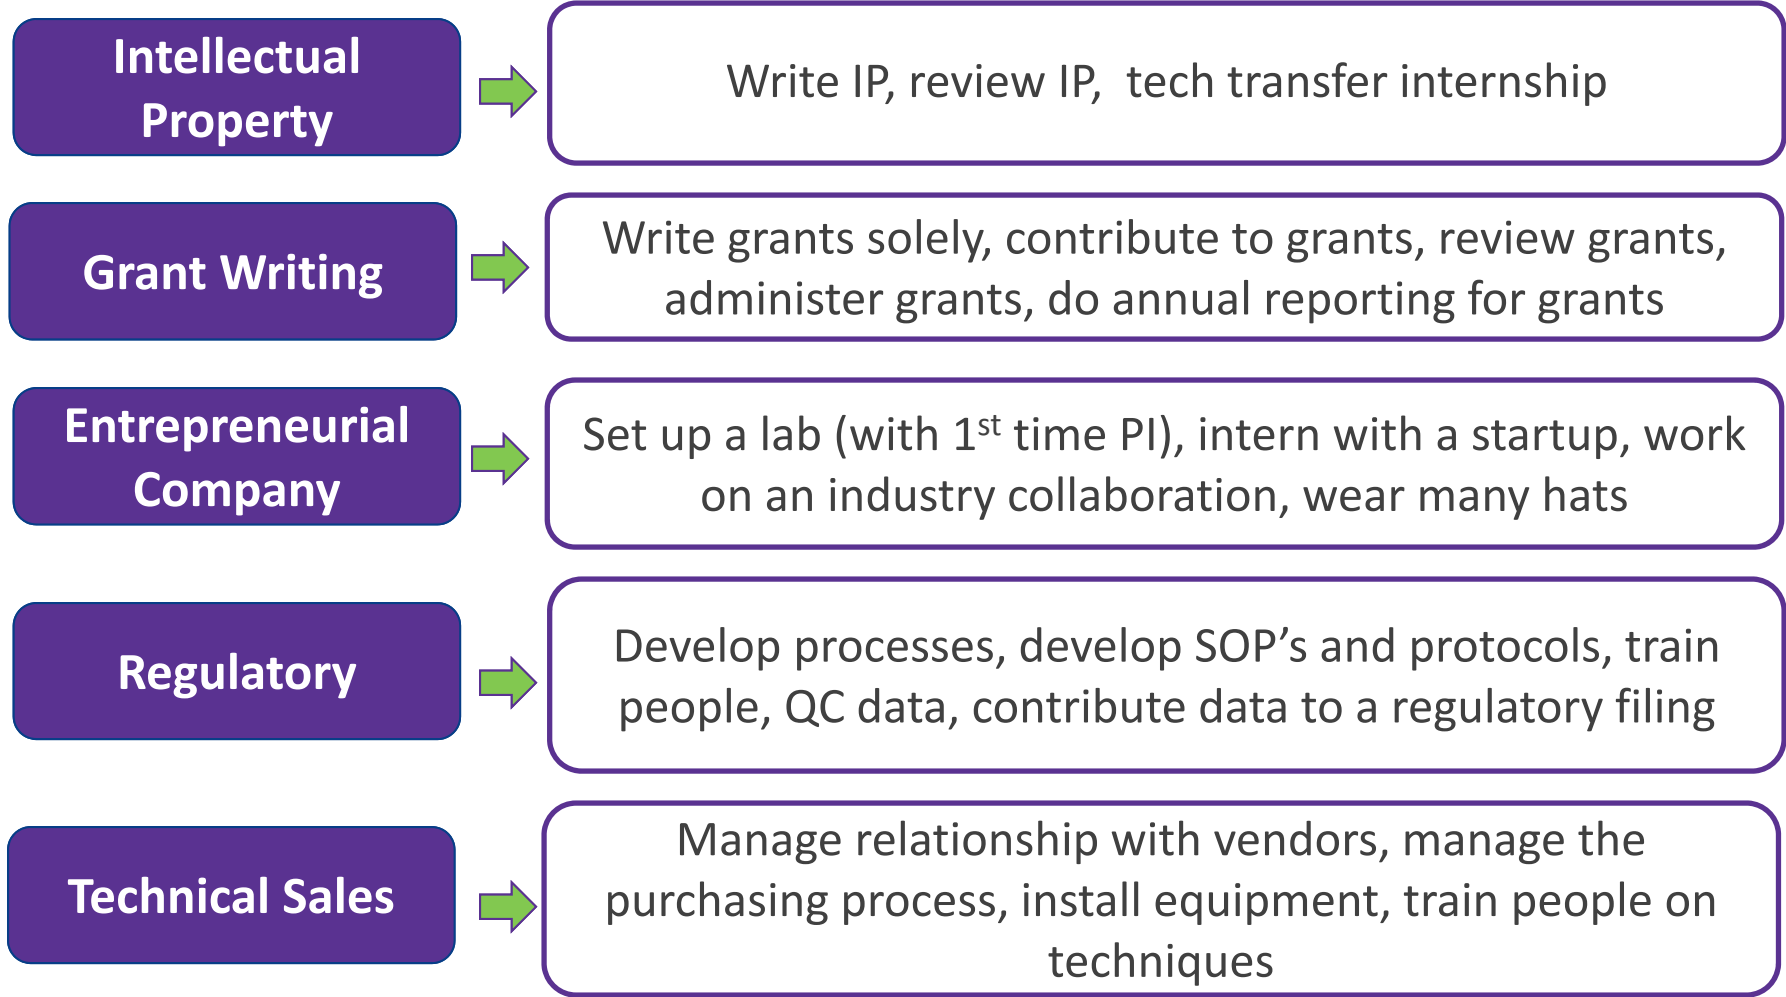 Intellectual
Property
Write IP, review IP,  tech transfer internship
Grant Writing
Write grants solely, contribute to grants, review grants,
administer grants, do annual reporting for grants
Entrepreneurial
Company
Set up a lab (with 1st time PI), intern with a startup, work
on an industry collaboration, wear many hats
Regulatory
Develop processes, develop SOP’s and protocols, train
people, QC data, contribute data to a regulatory filing
Technical Sales
Manage relationship with vendors, manage the
purchasing process, install equipment, train people on
techniques